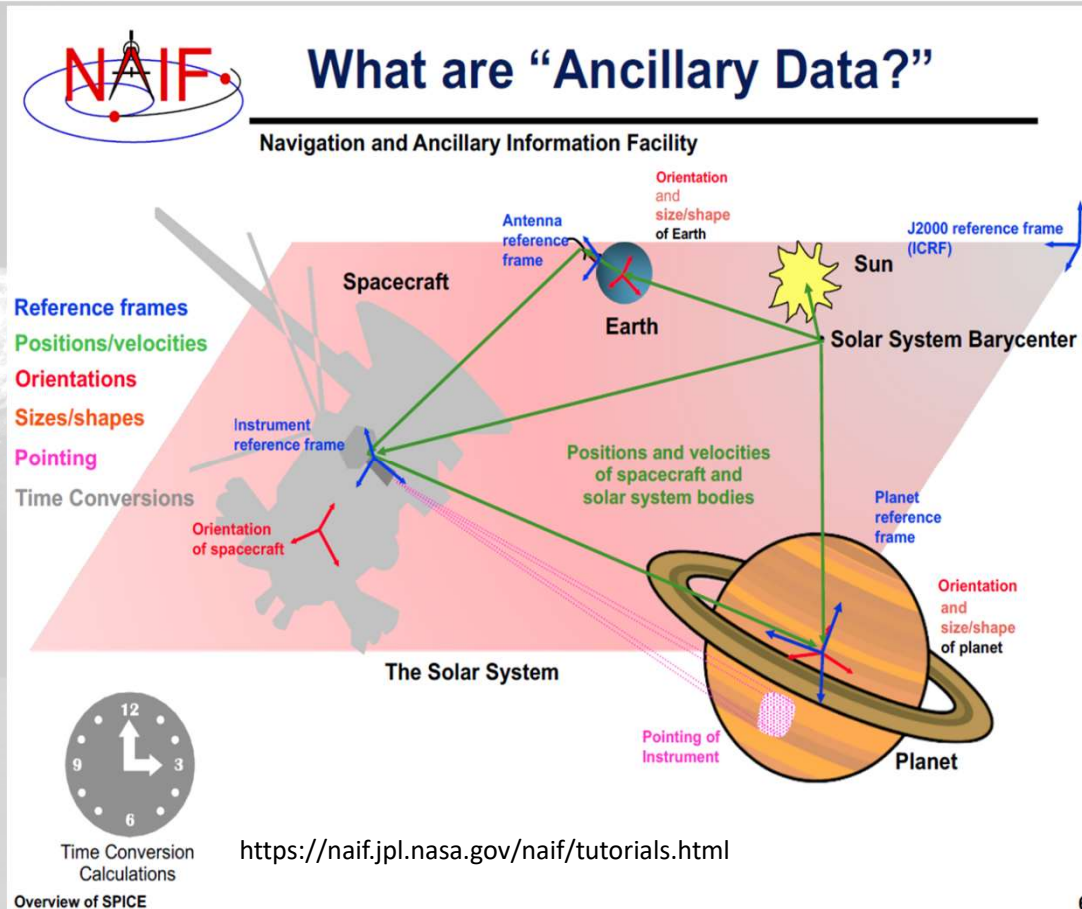 NAIF
What are “Ancillary Data?”
Navigation and Ancillary Information Facility
Orientation
and
size/shape
of Earth
Antenna
reference
frame
J2000 reference frame
(ICRF)
Sun
Spacecraft
Earth
Solar System Barycenter
Reference frames
Positions/velocities
Orientations
Sizes/shapes
Pointing
Time Conversions
Instrument
reference frame
Positions and velocities
of spacecraft and
solar system bodies
Planet
reference
frame
Orientation
of spacecraft
Orientation
and
size/shape
of planet
The Solar System
Pointing of
Instrument
Planet
12
9
3
6
Time Conversion
Calculations
https://naif.jpl.nasa.gov/naif/tutorials.html
Overview of SPICE